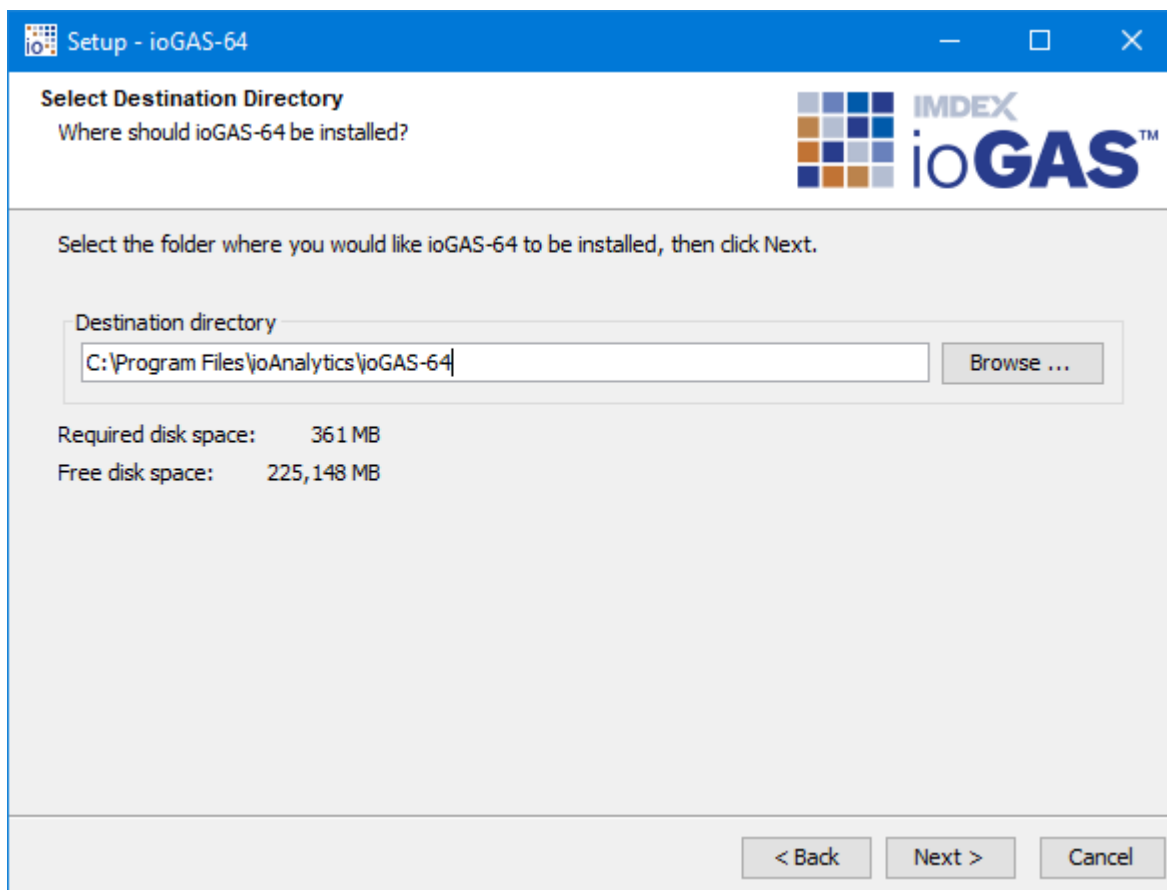 io
Setup - ioGAS-64
Select Destination Directory
Where should ioGAS-64 be installed?
IMDEX
ioGAS™
Select the folder where you would like ioGAS-64 to be installed, then click Next.
Destination directory
C:\Program Files\ioAnalytics\ioGAS-64
Browse ...
Required disk space: 361 MB
Free disk space: 225,148 MB
< Back Next > Cancel